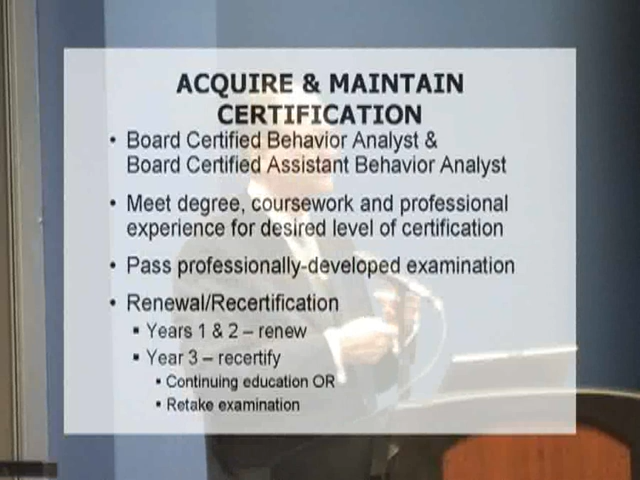 ACQUIRE & MAINTAIN
CERTIFICATION
• Board Certified Behavior Analyst &
Board Certified Assistant Behavior Analyst
• Meet degree, coursework and professional
experience for desired level of certification
• Pass professionally-developed examination
• Renewal/Recertification
▪ Years 1 & 2 – renew
▪ Year 3 – recertify
▪ Continuing education OR
▪ Retake examination